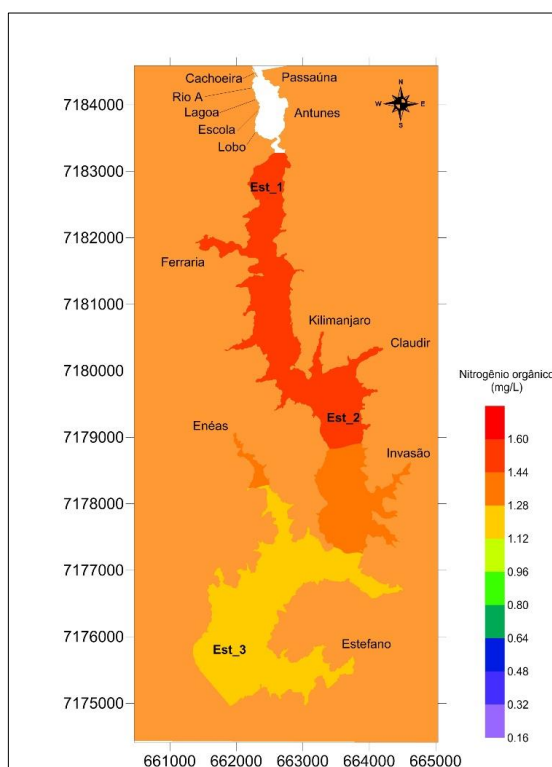 Cachoeira
Passaúna
N
Rio A
7184000
W
E
Lagoa
Antunes
S
Escola
Lobo
7183000
Est_1
7182000
Ferraria
7181000
Kilimanjaro
Claudir
7180000
Nitrogênio orgânico
(mg/L)
Est_2
Enéas
7179000
1.60
Invasão
1.44
7178000
1.28
1.12
7177000
0.96
0.80
7176000
0.64
Est_3
Estefano
0.48
7175000
0.32
0.16
661000
662000
663000
664000
665000